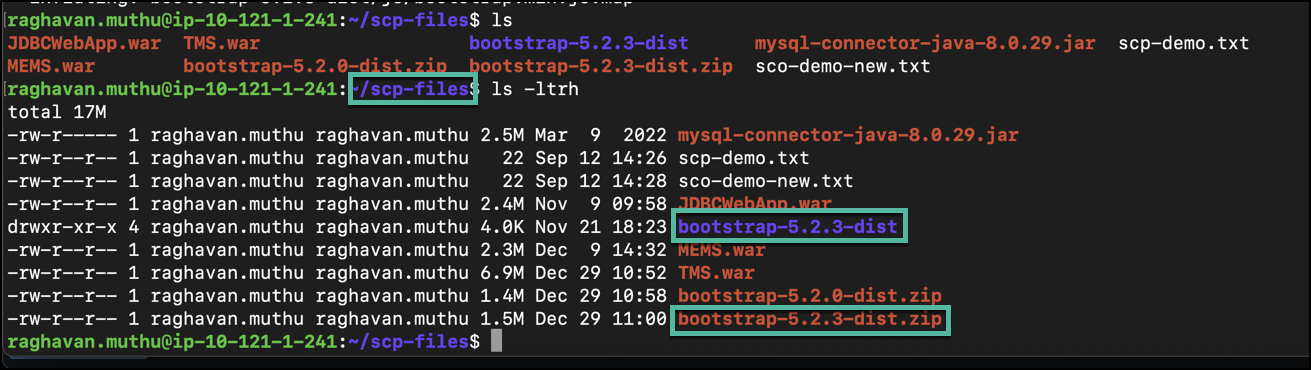 raghavan.muthu@ip-10-121-1-241:~/scp-files$ ls
JDBCWebApp.war TMS.war bootstrap-5.2.3-dist mysql-connector-java-8.0.29.jar scp-demo.txt
MEMS.war bootstrap-5.2.0-dist.zip bootstrap-5.2.3-dist.zip sco-demo-new.txt
raghavan.muthu@ip-10-121-1-241:~/scp-files$ ls -ltrh
total 17M
-rw-r----- 1 raghavan.muthu raghavan.muthu 2.5M Mar 9 2022 mysql-connector-java-8.0.29.jar
-rw-r--r-- 1 raghavan.muthu raghavan.muthu 22 Sep 12 14:26 scp-demo.txt
-rw-r--r-- 1 raghavan.muthu raghavan.muthu 22 Sep 12 14:28 sco-demo-new.txt
-rw-r--r-- 1 raghavan.muthu raghavan.muthu 2.4M Nov 9 09:58 JDBCWebApp.war
drwxr-xr-x 4 raghavan.muthu raghavan.muthu 4.0K Nov 21 18:23 bootstrap-5.2.3-dist
-rw-r--r-- 1 raghavan.muthu raghavan.muthu 2.3M Dec 9 14:32 MEMS.war
-rw-r--r-- 1 raghavan.muthu raghavan.muthu 6.9M Dec 29 10:52 TMS.war
-rw-r--r-- 1 raghavan.muthu raghavan.muthu 1.4M Dec 29 10:58 bootstrap-5.2.0-dist.zip
-rw-r--r-- 1 raghavan.muthu raghavan.muthu 1.5M Dec 29 11:00 bootstrap-5.2.3-dist.zip
raghavan.muthu@ip-10-121-1-241:~/scp-files$